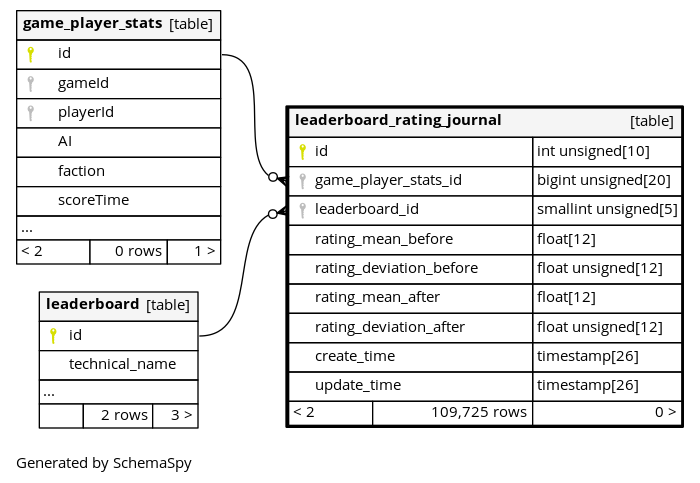 game_player_stats [table]
id
gameId
playerId
AI
faction
scoreTime
...
< 2 0 rows 1 >
leaderboard [table]
id
technical_name
...
2 rows 3 >
leaderboard_rating_journal [table]
id int unsigned[10]
game_player_stats_id bigint unsigned[20]
leaderboard_id smallint unsigned[5]
rating_mean_before float[12]
rating_deviation_before float unsigned[12]
rating_mean_after float[12]
rating_deviation_after float unsigned[12]
create_time timestamp[26]
update_time timestamp[26]
< 2 109,725 rows 0 >
Generated by SchemaSpy